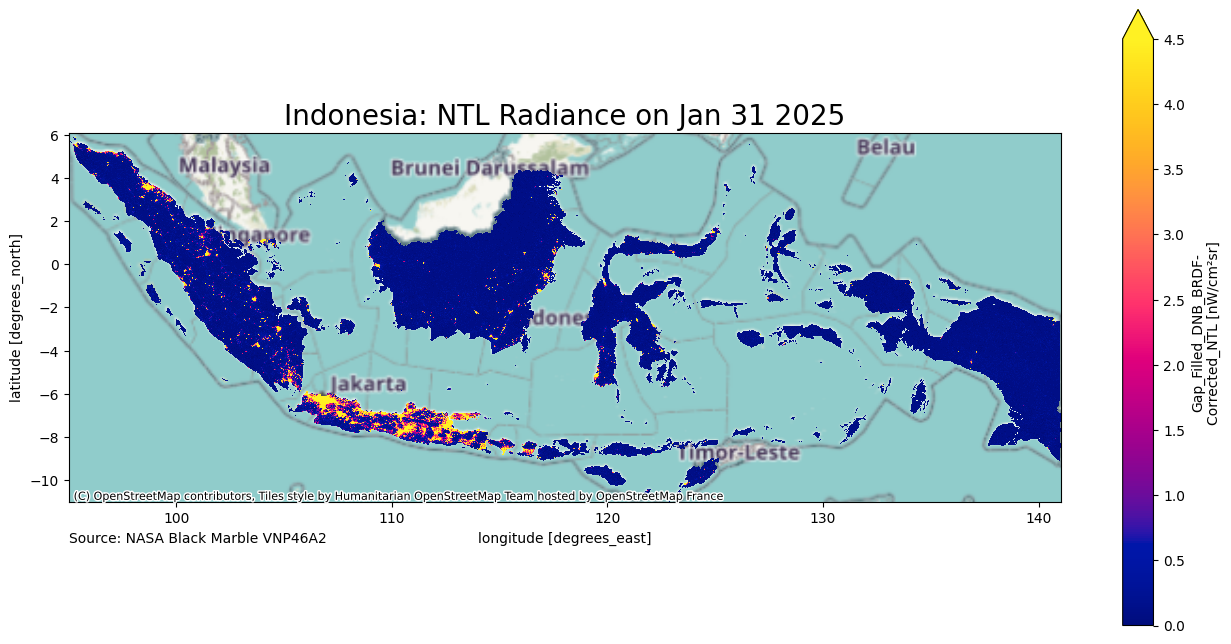 Indonesia: NTL Radiance on Jan 31 2025
6
4
2
0
−2
−4
−6
−8
−10
latitude [degrees_north]
Malaysia
Brunei Darussalam
Belau
ngapore
dones
Jakarta
Timor-Leste
(C) OpenStreetMap contributors, Tiles style by Humanitarian OpenStreetMap Team hosted by OpenStreetMap France
100
110
120
130
140
longitude [degrees_east]
Source: NASA Black Marble VNP46A2
4.5
4.0
3.5
3.0
2.5
2.0
1.5
1.0
0.5
0.0
Gap_Filled_DNB_BRDF-
Corrected_NTL [nW/cm²sr]